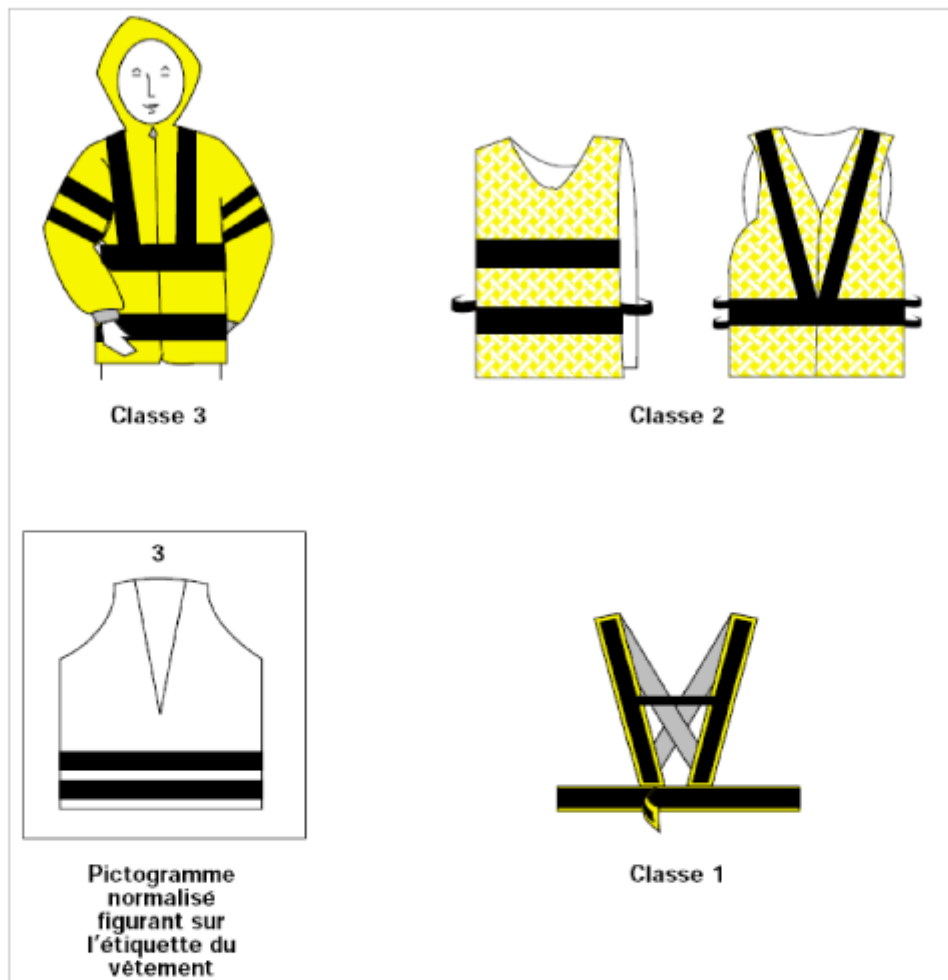 Classe 3
Classe 2
3
Pictogramme
normalisé
figurant sur
l'étiquette du
vêtement
Classe 1